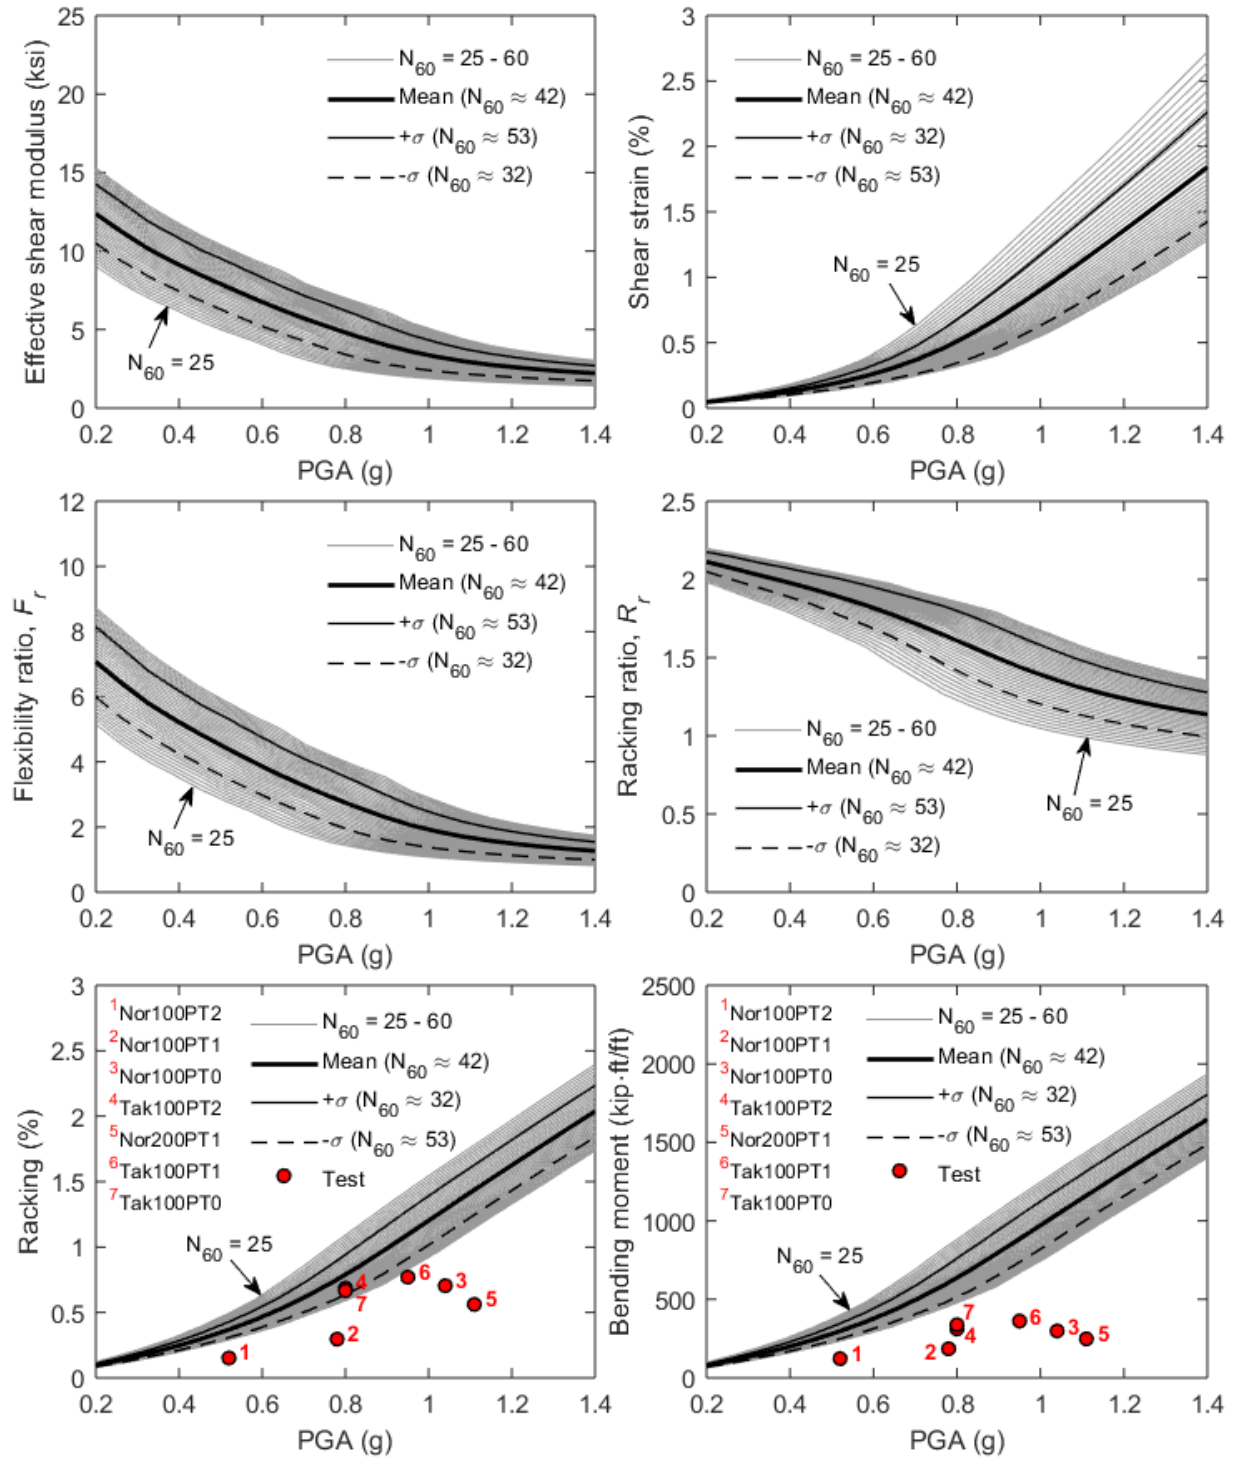 25
20
15
10
5
0
Effective shear modulus (ksi)
N60 = 25 - 60
Mean (N60 ≈ 42)
+σ (N60 ≈ 53)
-σ (N60 ≈ 32)
N60 = 25
0.2 0.4 0.6 0.8 1 1.2 1.4
PGA (g)
3
2.5
2
1.5
1
0.5
0
Shear strain (%)
N60 = 25 - 60
Mean (N60 ≈ 42)
+σ (N60 ≈ 32)
-σ (N60 ≈ 53)
N60 = 25
0.2 0.4 0.6 0.8 1 1.2 1.4
PGA (g)
12
10
8
6
4
2
0
Flexibility ratio, Fr
N60 = 25 - 60
Mean (N60 ≈ 42)
+σ (N60 ≈ 53)
-σ (N60 ≈ 32)
N60 = 25
0.2 0.4 0.6 0.8 1 1.2 1.4
PGA (g)
2.5
2
1.5
1
0.5
0
Racking ratio, Rr
N60 = 25 - 60
Mean (N60 ≈ 42)
+σ (N60 ≈ 53)
-σ (N60 ≈ 32)
N60 = 25
0.2 0.4 0.6 0.8 1 1.2 1.4
PGA (g)
3
2.5
2
1.5
1
0.5
0
Racking (%)
1Nor100PT2
2Nor100PT1
3Nor100PT0
4Tak100PT2
5Nor200PT1
6Tak100PT1
7Tak100PT0
N60 = 25 - 60
Mean (N60 ≈ 42)
+σ (N60 ≈ 32)
-σ (N60 ≈ 53)
Test
N60 = 25
1
2
4
7
6
3
5
0.2 0.4 0.6 0.8 1 1.2 1.4
PGA (g)
2500
2000
1500
1000
500
0
Bending moment (kip·ft/ft)
1Nor100PT2
2Nor100PT1
3Nor100PT0
4Tak100PT2
5Nor200PT1
6Tak100PT1
7Tak100PT0
N60 = 25 - 60
Mean (N60 ≈ 42)
+σ (N60 ≈ 32)
-σ (N60 ≈ 53)
Test
N60 = 25
1
2
7
4
6
3
5
0.2 0.4 0.6 0.8 1 1.2 1.4
PGA (g)